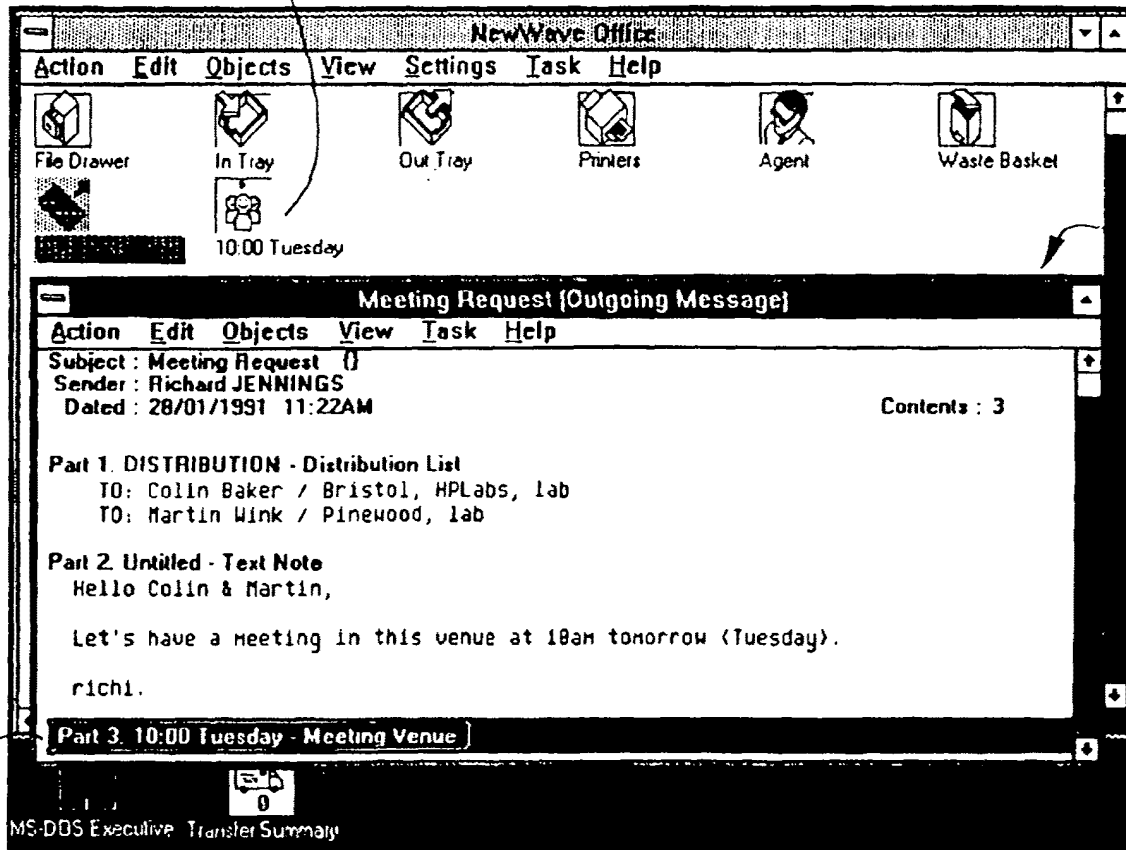 NewWave Office
Action Edit Objects View Settings Task Help
File Drawer In Tray Out Tray Printers Agent Waste Basket
10:00 Tuesday
Meeting Request (Outgoing Message)
Action Edit Objects View Task Help
Subject : Meeting Request {}
Sender : Richard JENNINGS
Dated : 28/01/1991 11:22AM Contents : 3
Part 1. DISTRIBUTION - Distribution List
TO: Colin Baker / Bristol, HPLabs, lab
TO: Martin Wink / Pinewood, lab
Part 2. Untitled - Text Note
Hello Colin & Martin,
Let's have a meeting in this venue at 10am tomorrow (Tuesday).
richi.
Part 3. 10:00 Tuesday - Meeting Venue
0
MS-DOS Executive Transfer Summary